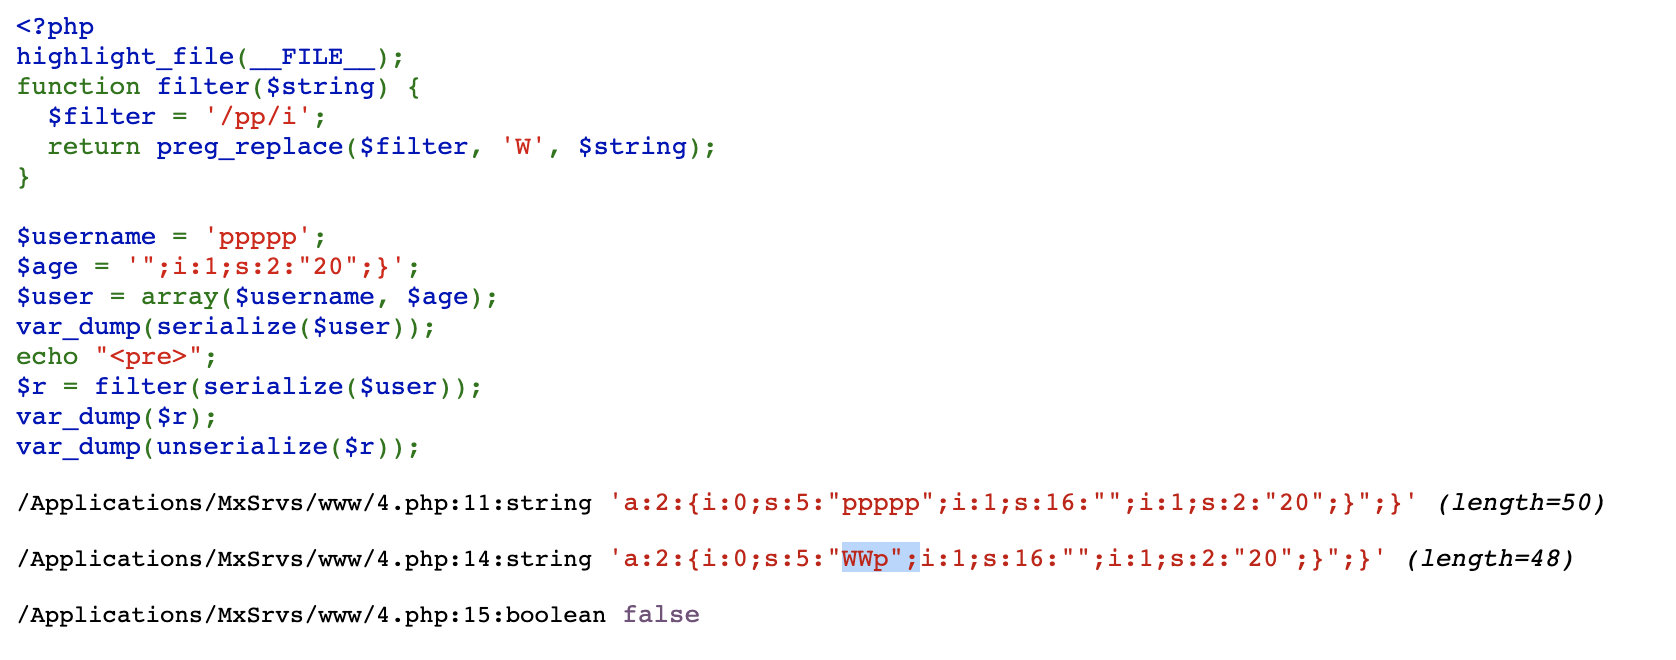 <?php
highlight_file(__FILE__);
function filter($string) {
  $filter = '/pp/i';
  return preg_replace($filter, 'W', $string);
}
$username = 'ppppp';
$age = '";i:1;s:2:"20";}';
$user = array($username, $age);
var_dump(serialize($user));
echo "<pre>";
$r = filter(serialize($user));
var_dump($r);
var_dump(unserialize($r));
/Applications/MxSrvs/www/4.php:11:string 'a:2:{i:0;s:5:"ppppp";i:1;s:16:"";i:1;s:2:"20";}";}' (length=50)
/Applications/MxSrvs/www/4.php:14:string 'a:2:{i:0;s:5:"WWp";i:1;s:16:"";i:1;s:2:"20";}";}' (length=48)
/Applications/MxSrvs/www/4.php:15:boolean false